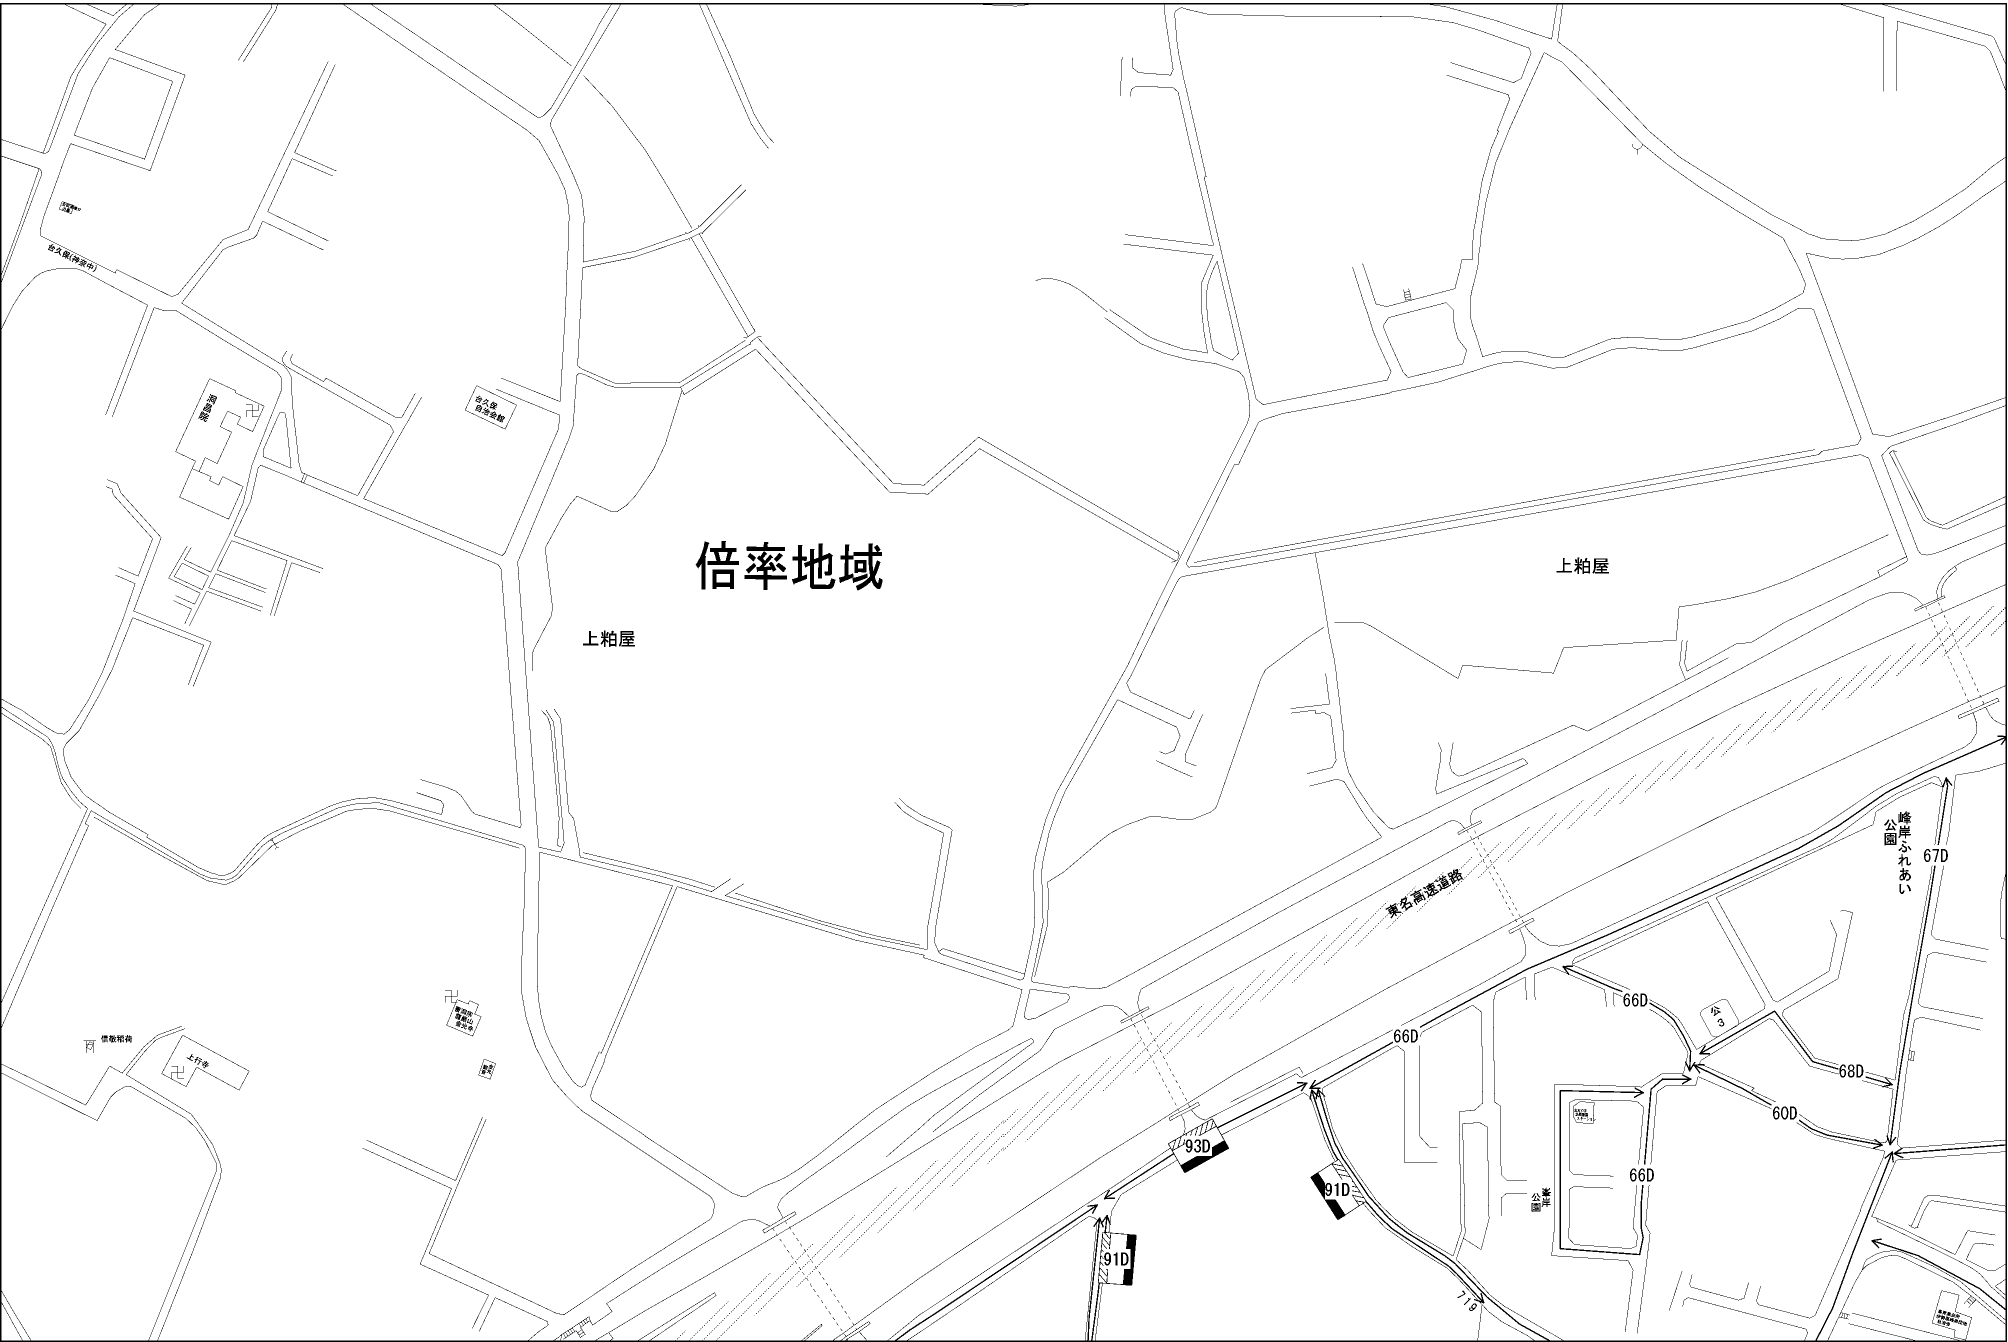 台久保(神奈中)
洞昌院
台久保
自治会館
倍率地域
上粕屋
上粕屋
東名高速道路
峰岸ふれあい
公園
67D
66D
公
3
66D
68D
60D
66D
峯岸
公園
93D
91D
91D
719
信敬稲荷
上行寺